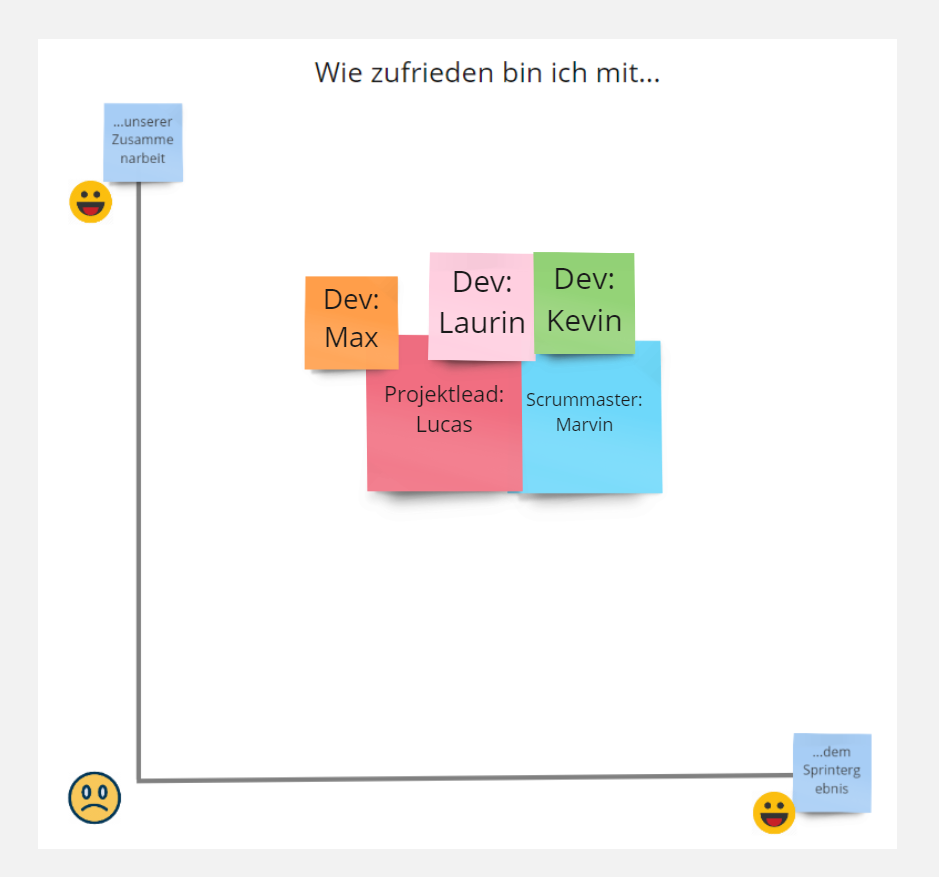 Wie zufrieden bin ich mit...
...unserer
Zusamme
narbeit
Dev:
Max
Dev:
Laurin
Dev:
Kevin
Projektlead:
Lucas
Scrummaster:
Marvin
...dem
Sprinterg
ebnis